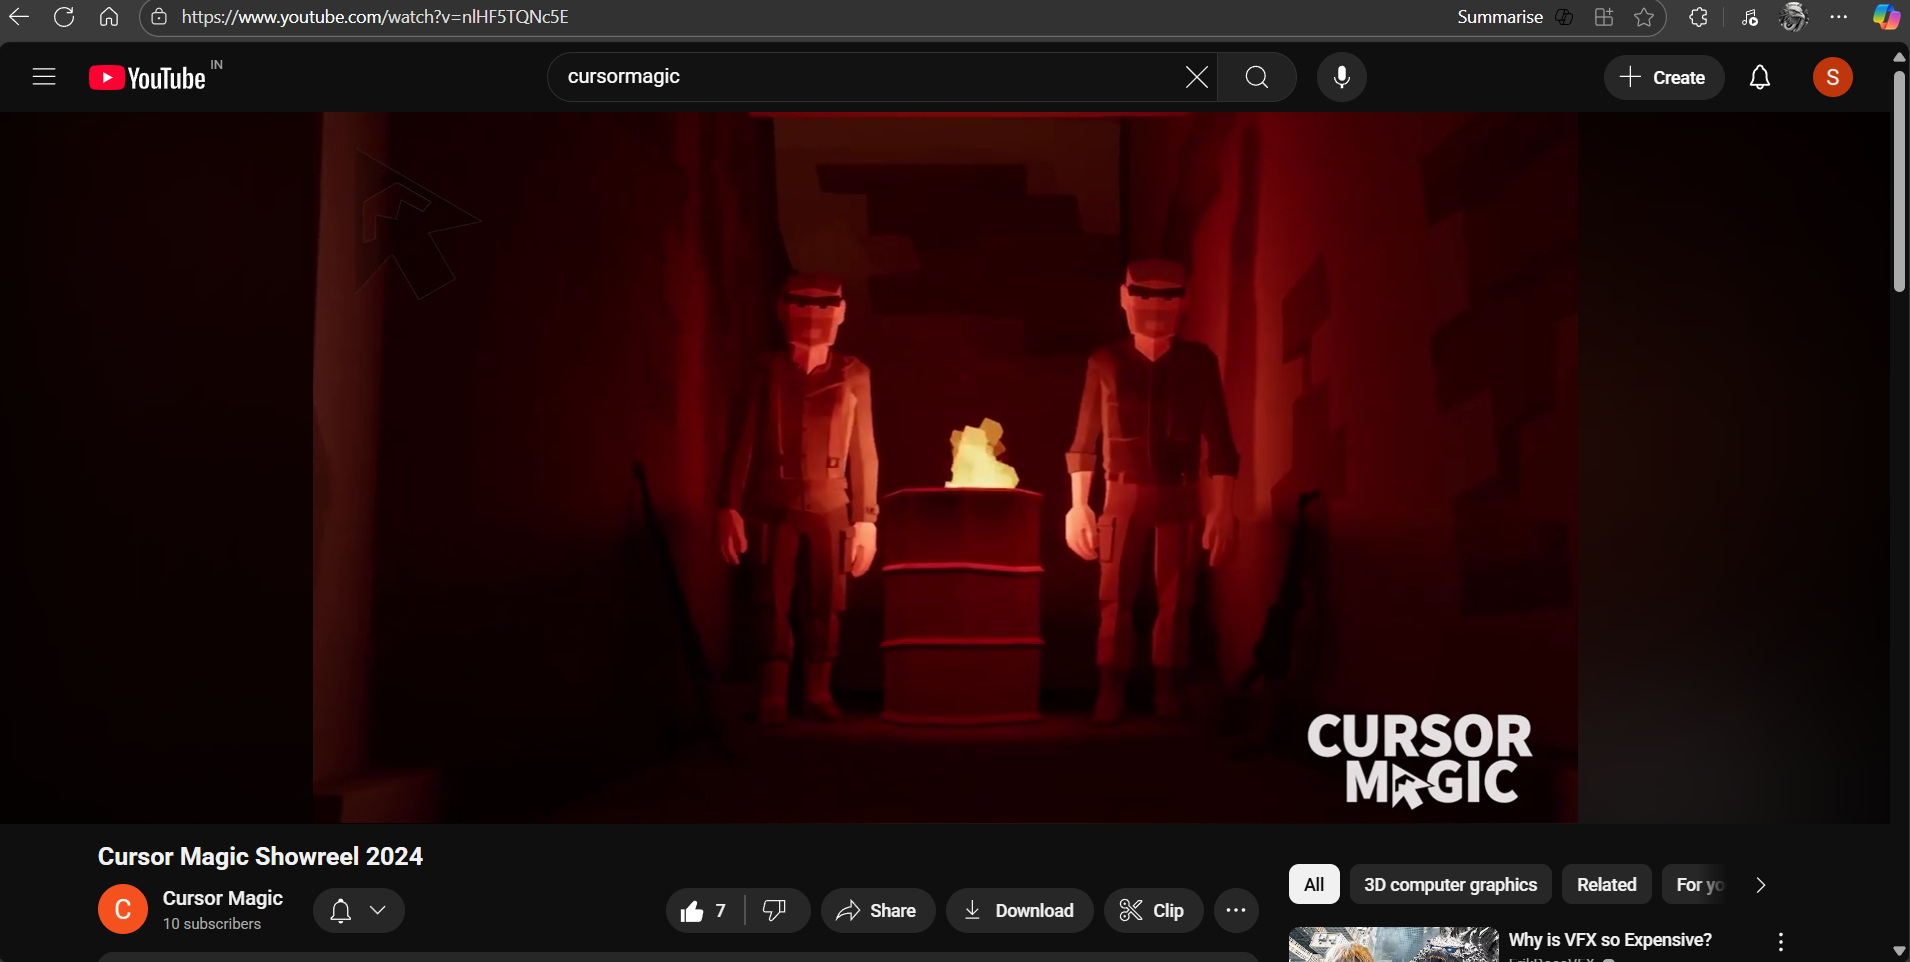 https://www.youtube.com/watch?v=nlHF5TQNc5E
Summarise
YouTube IN
cursormagic
Create
S
CURSOR
MAGIC
Cursor Magic Showreel 2024
C
Cursor Magic
10 subscribers
7
Share
Download
Clip
All
3D computer graphics
Related
For yo
Why is VFX so Expensive?